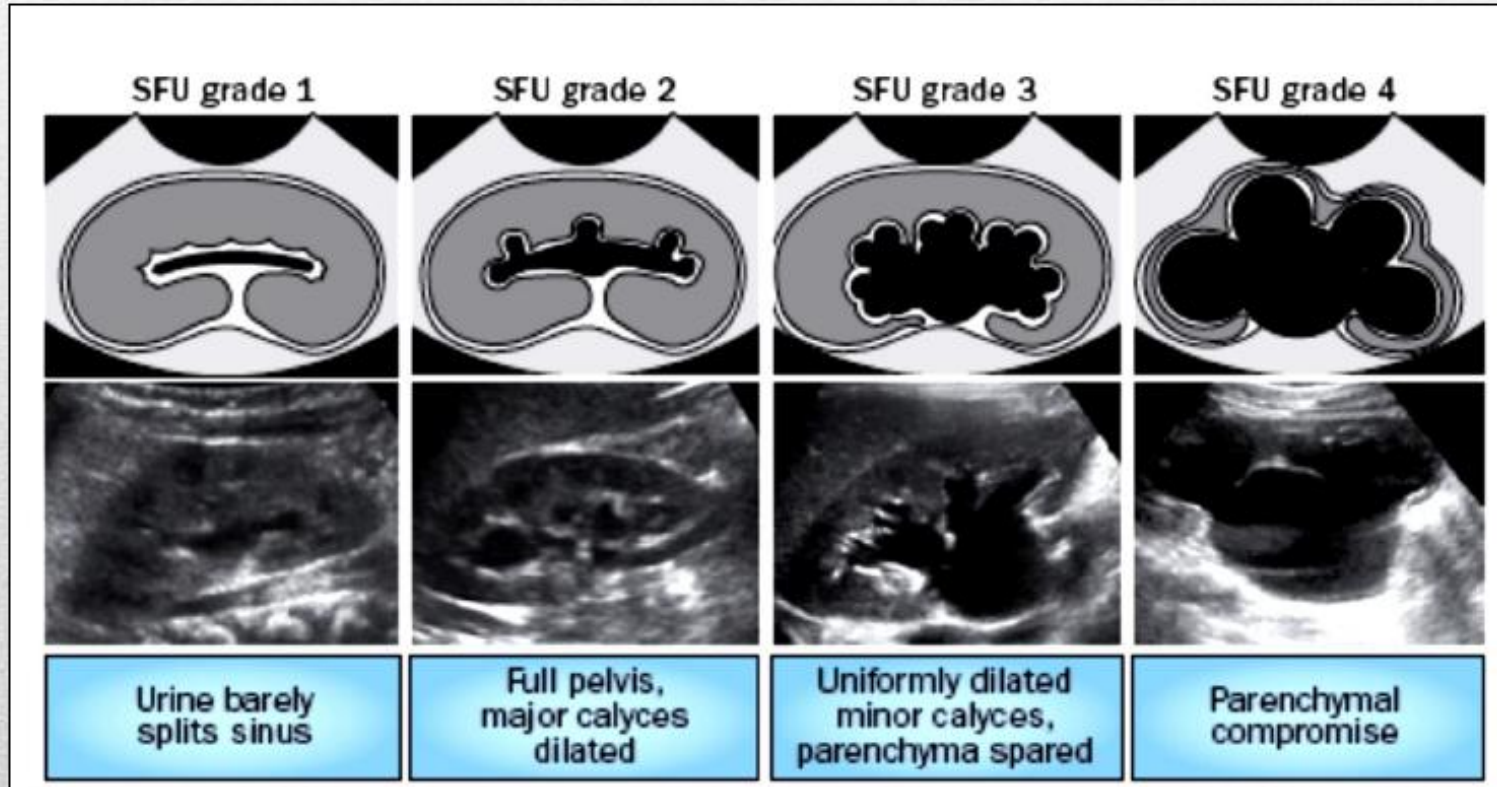 SFU grade 1
SFU grade 2
SFU grade 3
SFU grade 4
Urine barely
splits sinus
Full pelvis,
major calyces
dilated
Uniformly dilated
minor calyces,
parenchyma spared
Parenchymal
compromise